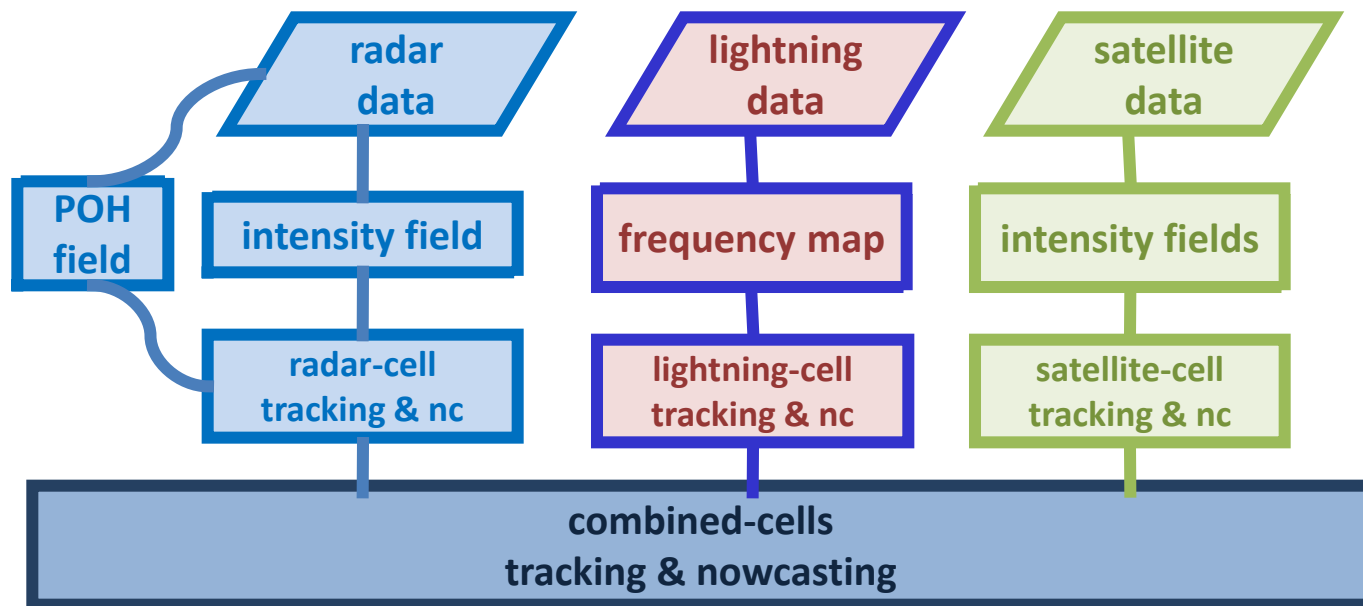 radar
data
lightning
data
satellite
data
POH
field
intensity field
frequency map
intensity fields
radar-cell
tracking & nc
lightning-cell
tracking & nc
satellite-cell
tracking & nc
combined-cells
tracking & nowcasting